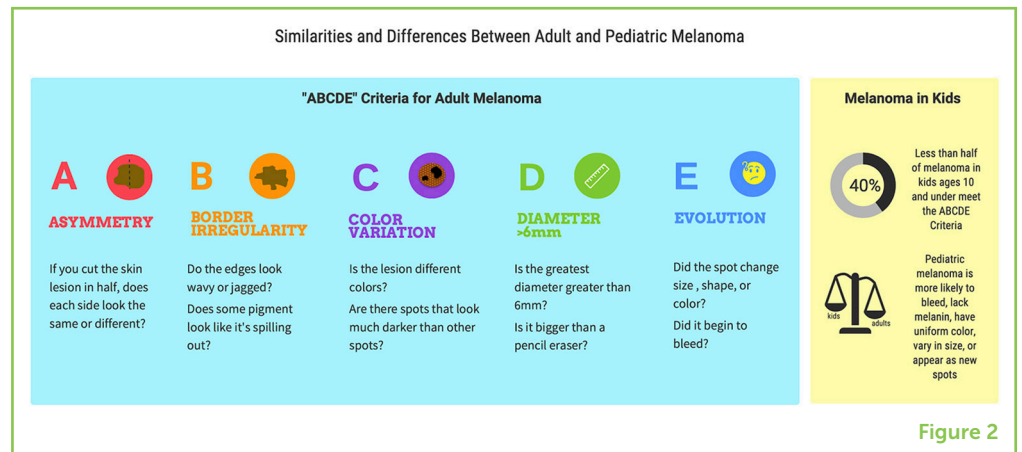 Similarities and Differences Between Adult and Pediatric Melanoma
"ABCDE" Criteria for Adult Melanoma
A
ASYMMETRY
If you cut the skin
lesion in half, does
each side look the
same or different?
B
BORDER
IRREGULARITY
Do the edges look
wavy or jagged?
Does some pigment
look like it's spilling
out?
C
COLOR
VARIATION
Is the lesion different
colors?
Are there spots that look
much darker than other
spots?
D
DIAMETER
>6mm
Is the greatest
diameter greater than
6mm?
Is it bigger than a
pencil eraser?
E
EVOLUTION
Did the spot change
size , shape, or
color?
Did it begin to
bleed?
Melanoma in Kids
40%
Less than half
of melanoma in
kids ages 10
and under meet
the ABCDE
Criteria
kids
adults
Pediatric
melanoma is
more likely to
bleed, lack
melanin, have
uniform color,
vary in size, or
appear as new
spots
Figure 2